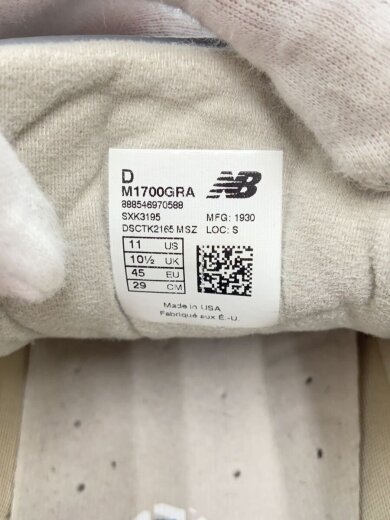 D
M1700GRA
888546970588
SXK3195 MFG: 1930
DSCTK2165 MSZ LOC: S
11 US
10½ UK
45 EU
29 CM
NB
Made in USA
Fabriqué aux É.-U.